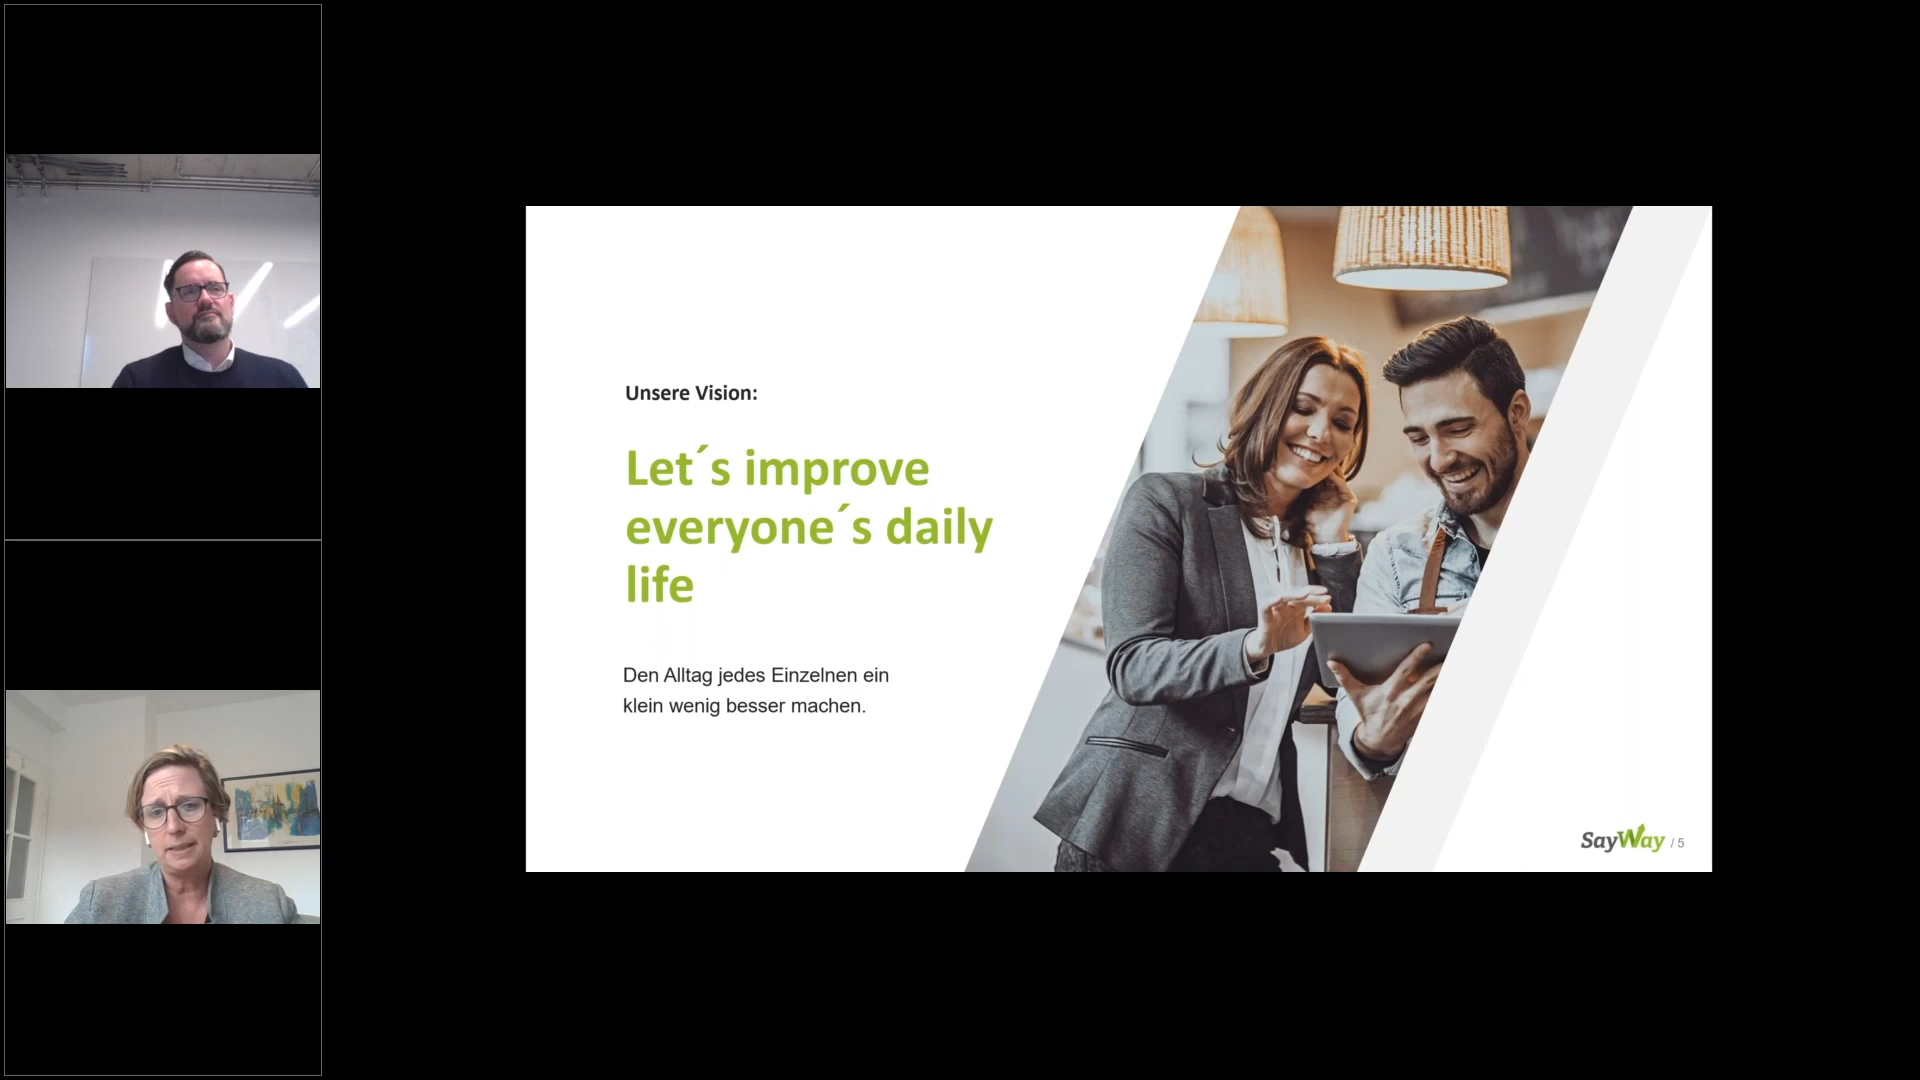 Unsere Vision:
Let´s improve
everyone´s daily
life
Den Alltag jedes Einzelnen ein
klein wenig besser machen.
SayWay / 5